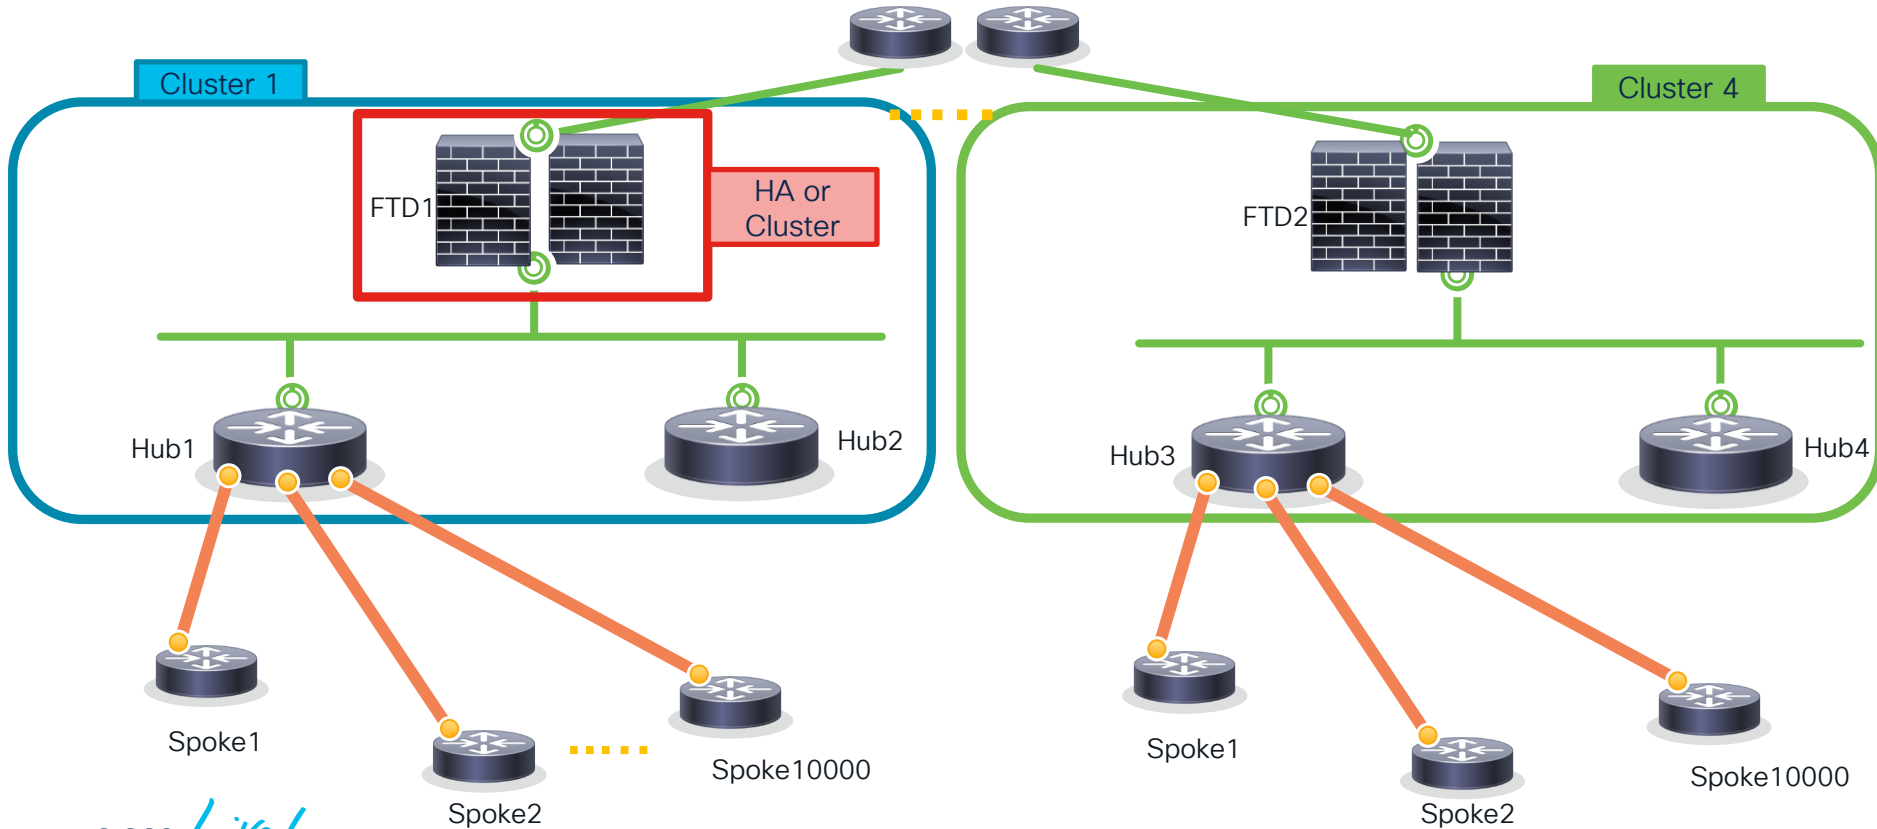 Cluster 1
Cluster 4
HA or
Cluster
FTD1
FTD2
Hub1
Hub2
Hub3
Hub4
Spoke1
Spoke2
Spoke10000
Spoke1
Spoke2
Spoke10000